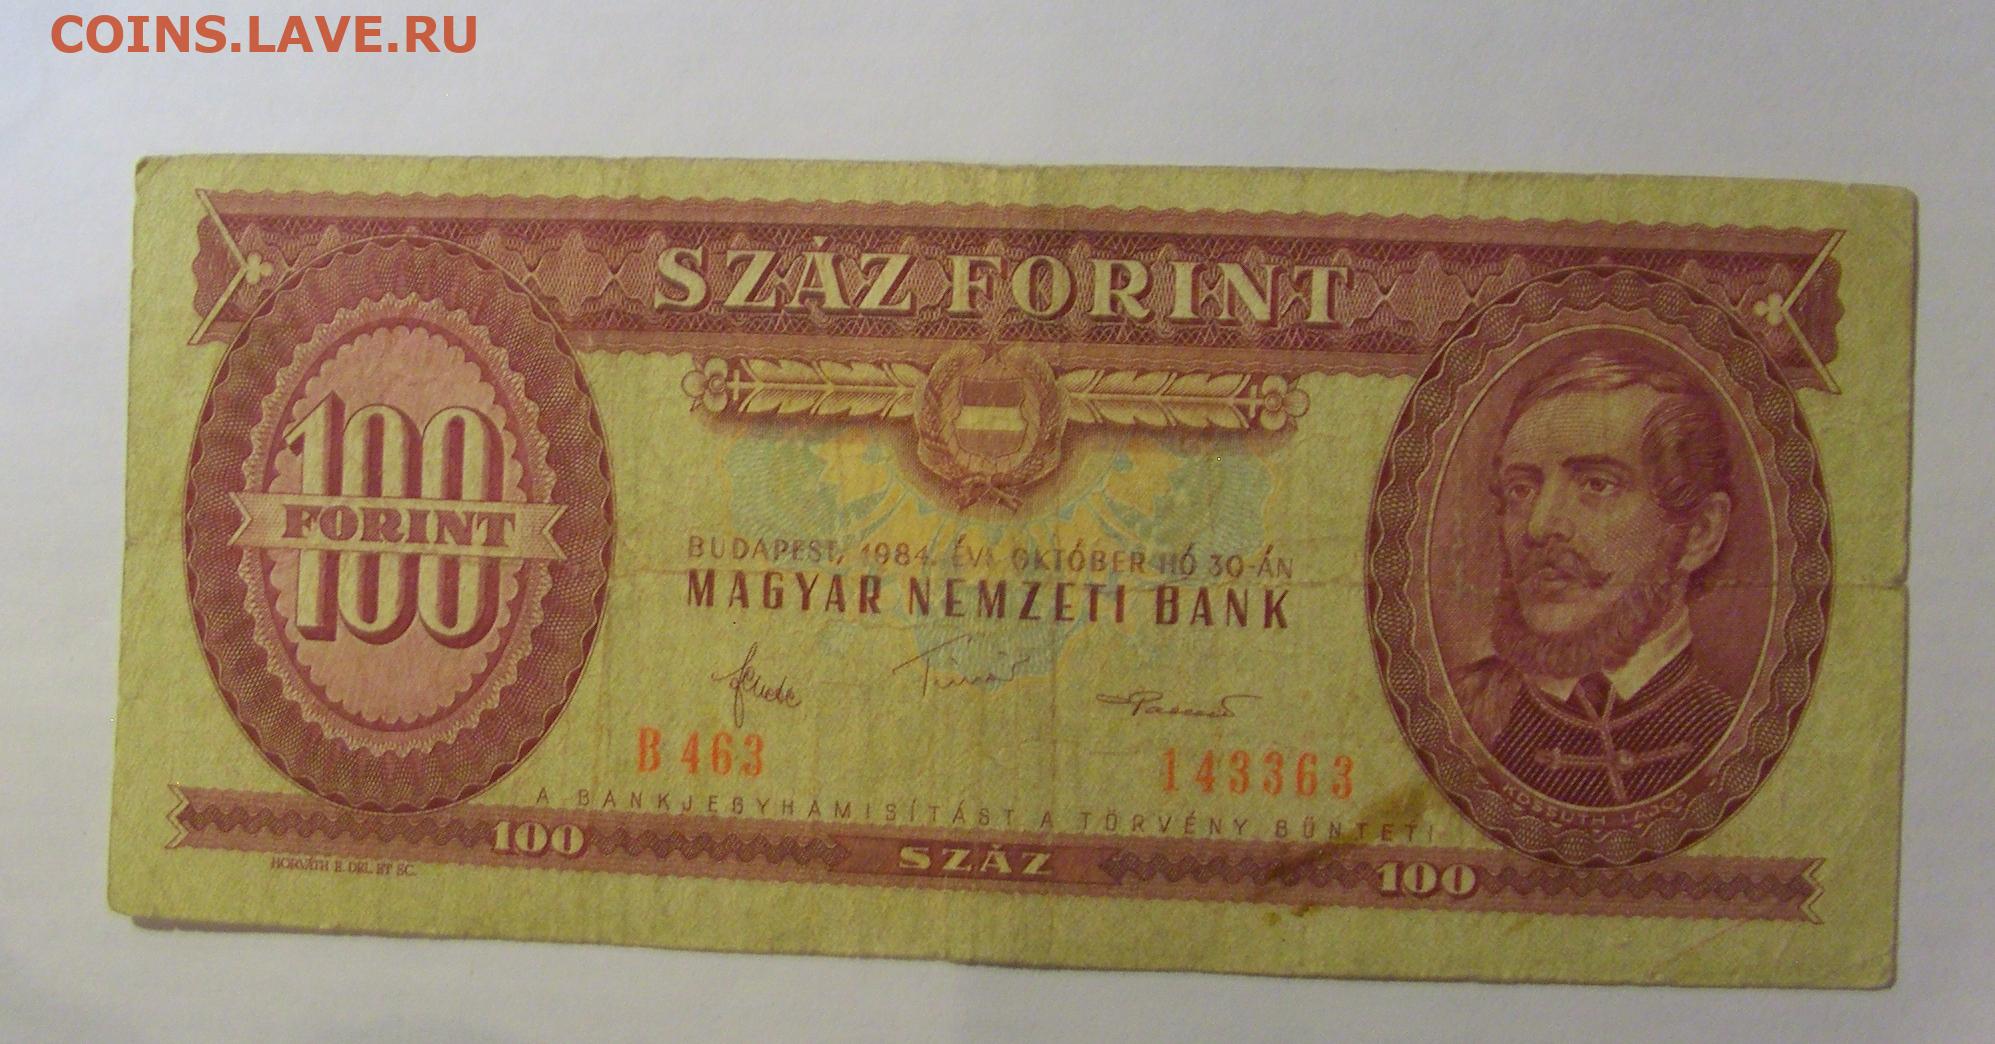 COINS.LAVE.RU
SZÁZ FORINT
100
FORINT
BUDAPEST, 1984. ÉVI OKTÓBER HÓ 30-ÁN
MAGYAR NEMZETI BANK
B 463
143363
A BANKJEGYHAMISÍTÁST A TÖRVÉNY BÜNTETI
KOSSUTH LAJOS
100
SZÁZ
100
HORVÁTH E. DEL. ET SC.